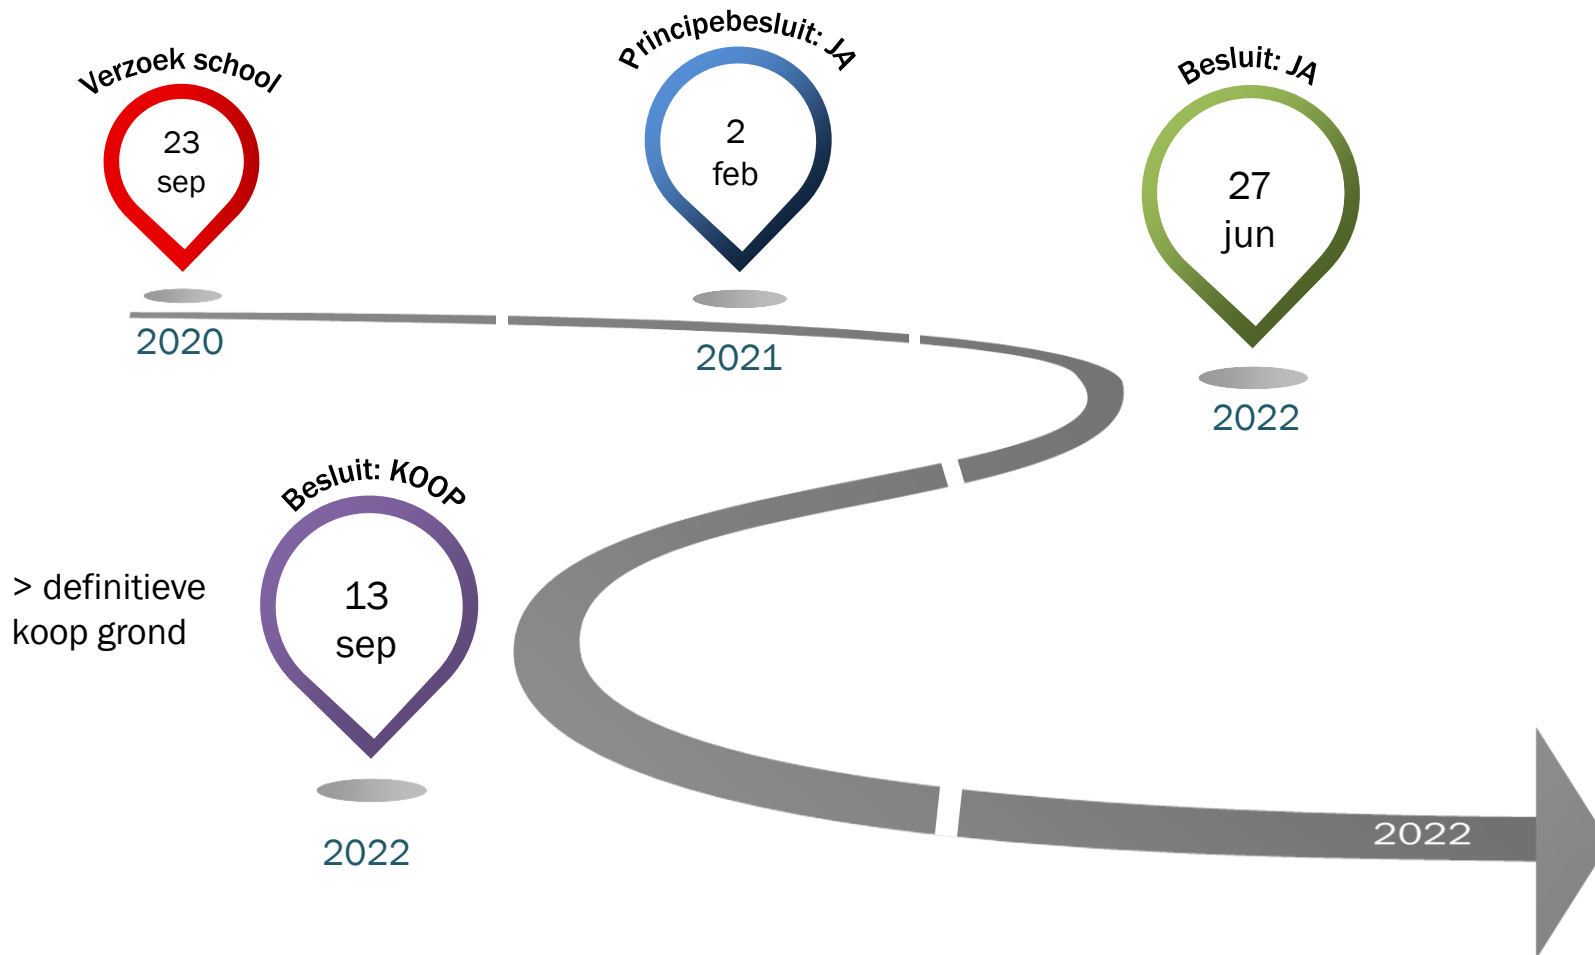 Verzoek school
23
sep
2020
Principebesluit: JA
2
feb
2021
Besluit: JA
27
jun
2022
Besluit: KOOP
13
sep
2022
> definitieve
koop grond
2022